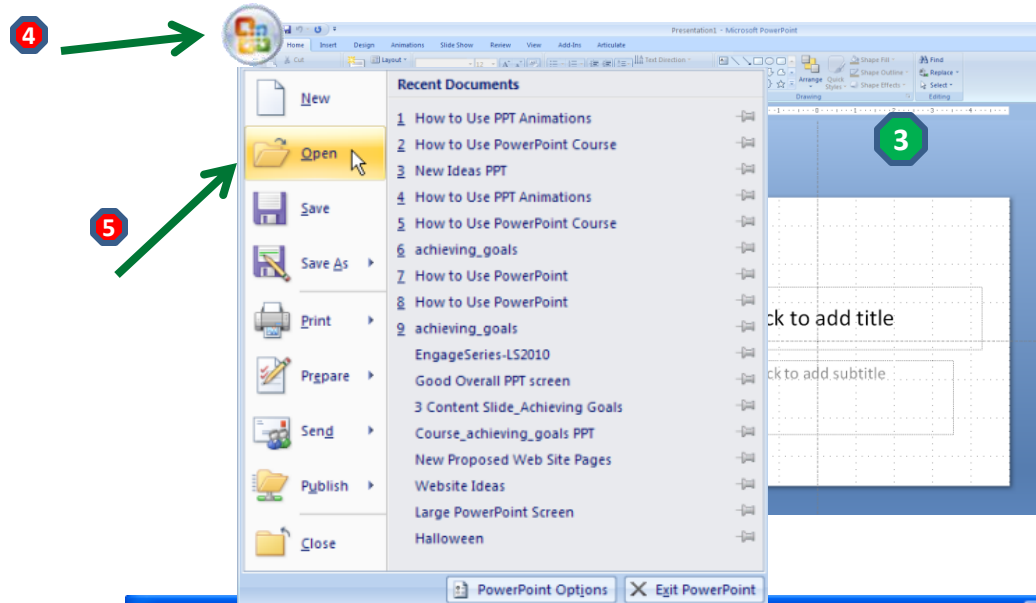 4
Presentation1 - Microsoft PowerPoint
Home Insert Design Animations Slide Show Review View Add-Ins Articulate
Cut
Layout
12
Text Direction
Shape Fill
Shape Outline
Shape Effects
Arrange
Quick Styles
Find
Replace
Select
Drawing
Editing
3
New
Open
5
Save
Save As
Print
Prepare
Send
Publish
Close
Recent Documents
1 How to Use PPT Animations
2 How to Use PowerPoint Course
3 New Ideas PPT
4 How to Use PPT Animations
5 How to Use PowerPoint Course
6 achieving_goals
7 How to Use PowerPoint
8 How to Use PowerPoint
9 achieving_goals
EngageSeries-LS2010
Good Overall PPT screen
3 Content Slide_Achieving Goals
Course_achieving_goals PPT
New Proposed Web Site Pages
Website Ideas
Large PowerPoint Screen
Halloween
ck to add title
ck to add subtitle
PowerPoint Options
Exit PowerPoint